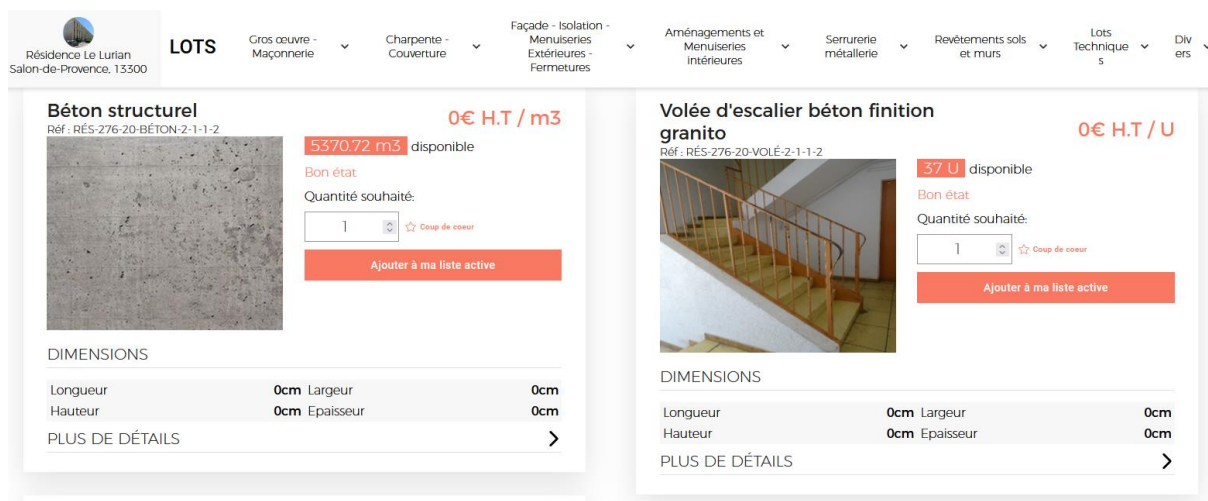 Résidence Le Lurian
Salon-de-Provence, 13300
LOTS
Gros œuvre -
Maçonnerie
Charpente -
Couverture
Façade - Isolation -
Menuiseries
Extérieures -
Fermetures
Aménagements et
Menuiseries
intérieures
Serrurerie
métallerie
Revêtements sols
et murs
Lots
Technique
s
Div
ers
Béton structurel
Réf : RÉS-276-20-BÉTON-2-1-1-2
0€ H.T / m3
5370.72 m3 disponible
Bon état
Quantité souhaité:
1
Coup de coeur
Ajouter à ma liste active
DIMENSIONS
Longueur 0cm Largeur 0cm
Hauteur 0cm Epaisseur 0cm
PLUS DE DÉTAILS
Volée d'escalier béton finition
granito
Réf : RÉS-276-20-VOLÉ-2-1-1-2
0€ H.T / U
37 U disponible
Bon état
Quantité souhaité:
1
Coup de coeur
Ajouter à ma liste active
DIMENSIONS
Longueur 0cm Largeur 0cm
Hauteur 0cm Epaisseur 0cm
PLUS DE DÉTAILS